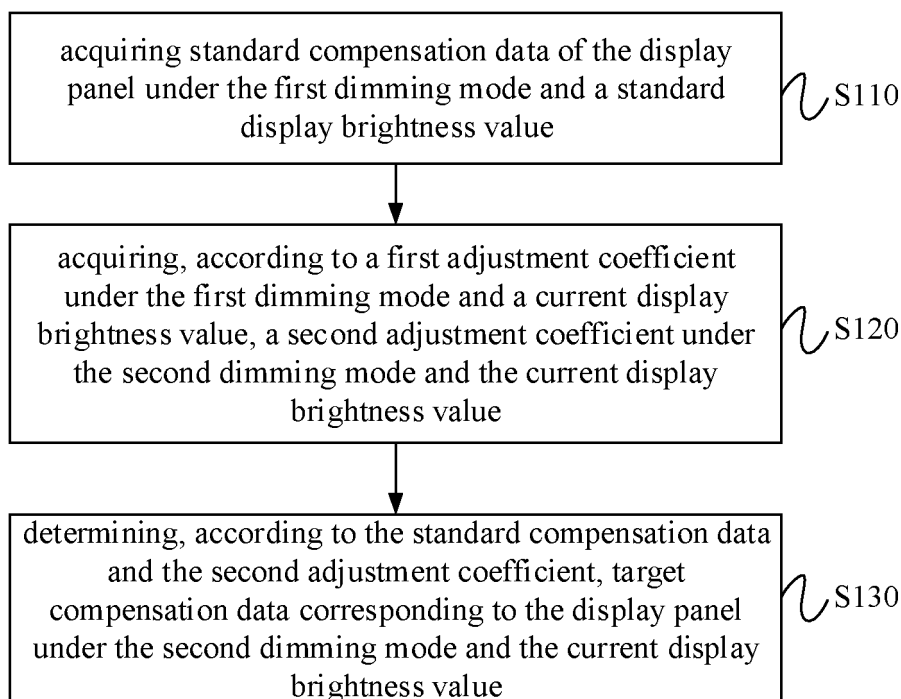 acquiring standard compensation data of the display
panel under the first dimming mode and a standard
display brightness value
S110
acquiring, according to a first adjustment coefficient
under the first dimming mode and a current display
brightness value, a second adjustment coefficient under
the second dimming mode and the current display
brightness value
S120
determining, according to the standard compensation data
and the second adjustment coefficient, target
compensation data corresponding to the display panel
under the second dimming mode and the current display
brightness value
S130